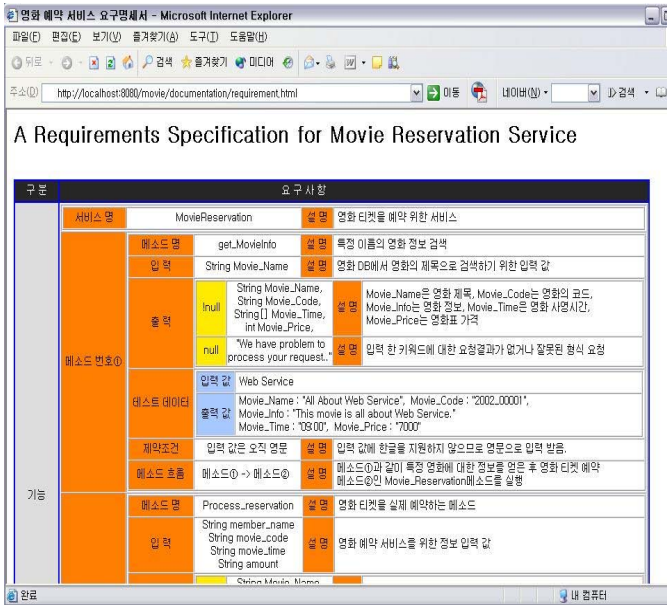 영화 예약 서비스 요구명세서 - Microsoft Internet Explorer
파일(F) 편집(E) 보기(V) 즐겨찾기(A) 도구(T) 도움말(H)
뒤로 검색 즐겨찾기 미디어
주소(D) http://localhost:8080/movie/documentation/requirement.html 이동 네이버(N) 검색
A Requirements Specification for Movie Reservation Service
구분 요구사항
서비스 명 MovieReservation 설명 영화 티켓을 예약 위한 서비스
메소드 명 get_MovieInfo 설명 특정 이름의 영화 정보 검색
입력 String Movie_Name 설명 영화 DB에서 영화의 제목으로 검색하기 위한 입력 값
출력 !null String Movie_Name,
String Movie_Code,
String[] Movie_Time,
int Movie_Price,
설명 Movie_Name은 영화 제목, Movie_Code는 영화의 코드,
Movie_Info는 영화 정보, Movie_Time은 영화 사영시간,
Movie_Price는 영화표 가격
null "We have problem to
process your request.."
설명 입력 한 키워드에 대한 요청결과가 없거나 잘못된 형식 요청
메소드 번호①
테스트 데이터 입력 값 Web Service
출력 값 Movie_Name : "All About Web Service", Movie_Code : "2002_00001",
Movie_Info : "This movie is all about Web Service."
Movie_Time : "09:00", Movie_Price : "7000"
제약조건 입력 값은 오직 영문 설명 입력 값에 한글을 지원하지 않으므로 영문으로 입력 받음.
메소드 흐름 메소드① -> 메소드② 설명 메소드①과 같이 특정 영화에 대한 정보를 얻은 후 영화 티켓 예약
메소드②인 Movie_Reservation메소드를 실행
기능
메소드 명 Process_reservation 설명 영화 티켓을 실제 예약하는 메소드
입력 String member_name
String movie_code
String movie_time
String amount
설명 영화 예약 서비스를 위한 정보 입력 값
String Movie_Name
완료 내 컴퓨터